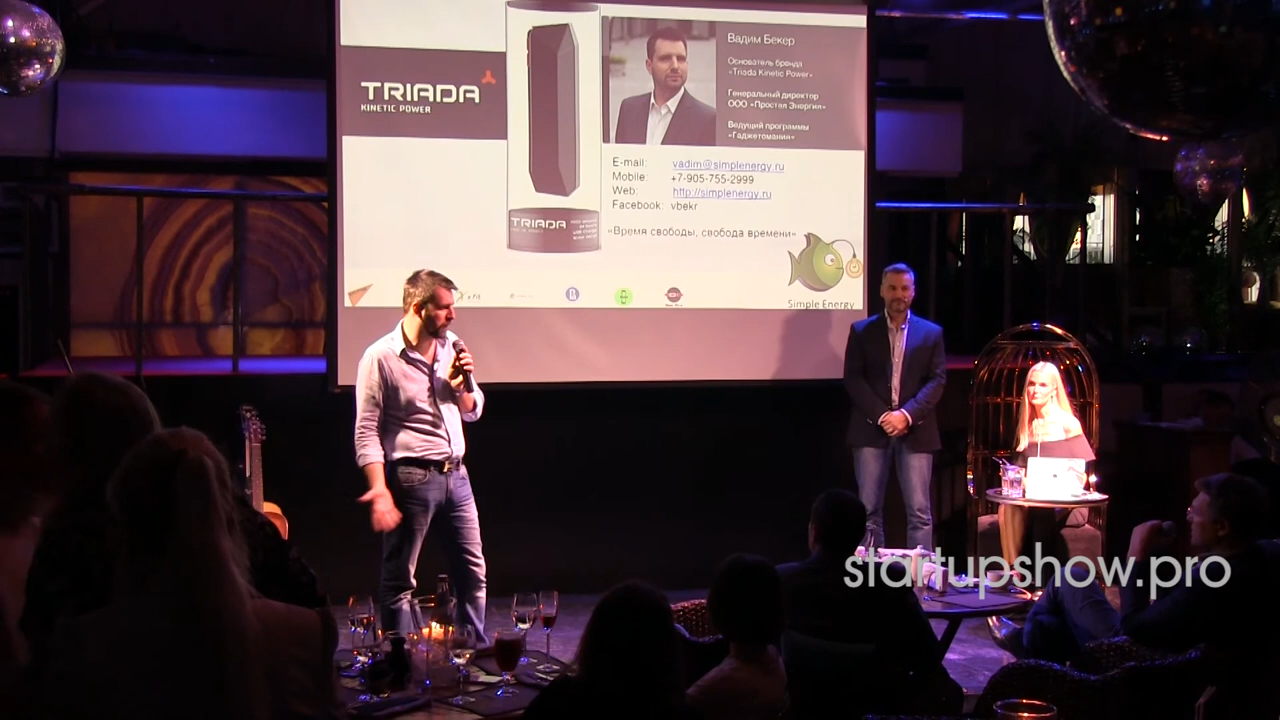 TRIADA
KINETIC POWER
Вадим Бекер
Основатель бренда
«Triada Kinetic Power»
Генеральный директор
ООО «Простая Энергия»
Ведущий программы
«Гаджетомания»
E-mail: vadim@simplenergy.ru
Mobile: +7-905-755-2999
Web: http://simplenergy.ru
Facebook: vbekr
TRIADA
«Время свободы, свобода времени»
Simple Energy
startupshow.pro